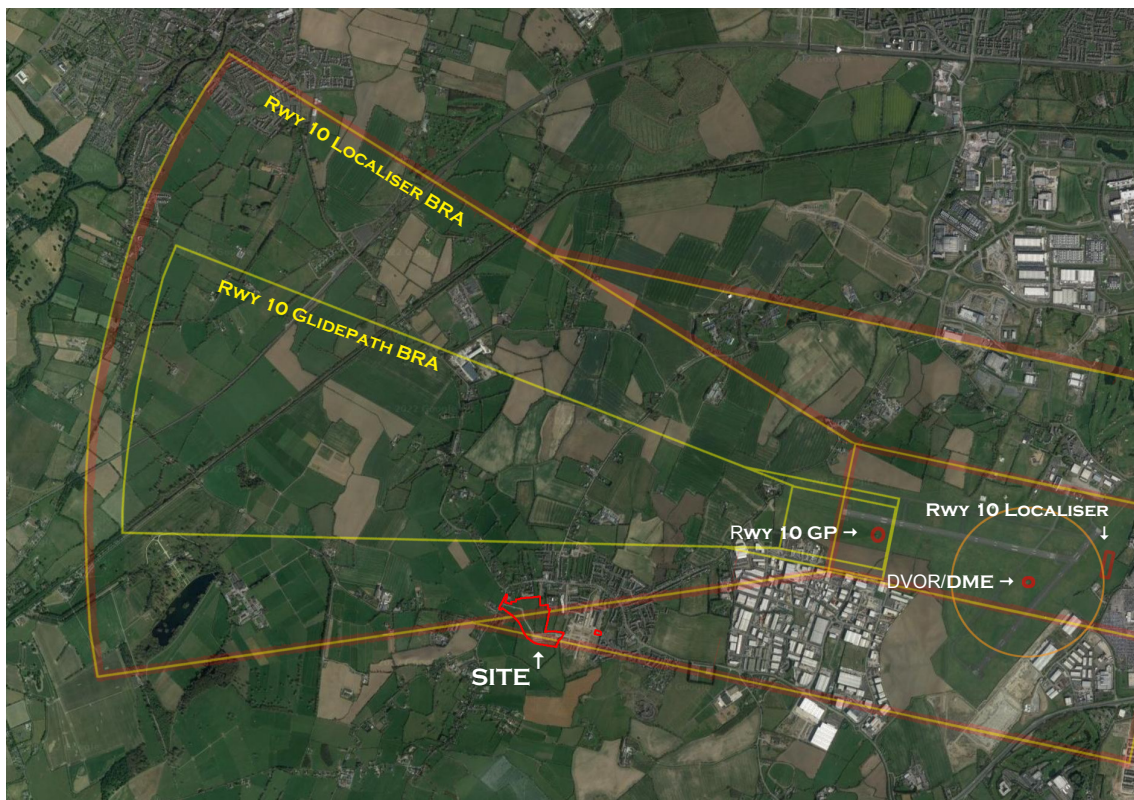 Rwy 10 Localiser BRA
Rwy 10 Glidepath BRA
Rwy 10 Localiser ↓
Rwy 10 GP →
DVOR/DME →
SITE ↑